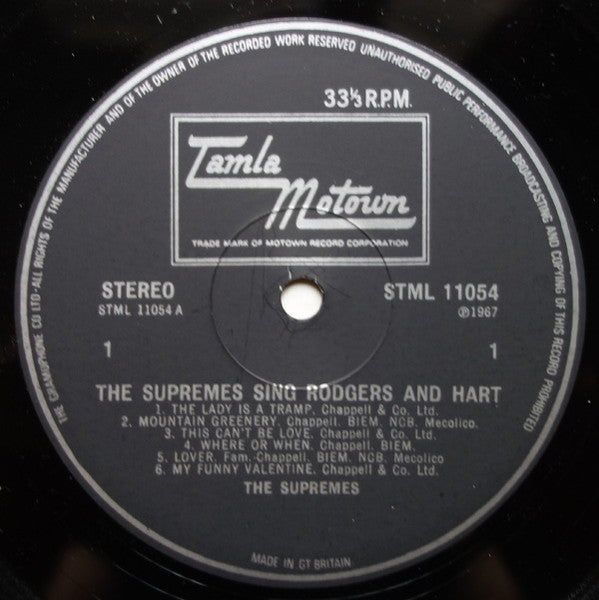 THE GRAMOPHONE CO LTD·ALL RIGHTS OF THE MANUFACTURER AND OF THE OWNER OF THE RECORDED WORK RESERVED UNAUTHORISED PUBLIC PERFORMANCE BROADCASTING AND COPYING OF THIS RECORD PROHIBITED
33⅓ R.P.M.
Tamla
Motown
TRADE MARK OF MOTOWN RECORD CORPORATION
STEREO STML 11054
STML 11054 A ℗1967
1 1
THE SUPREMES SING RODGERS AND HART
1. THE LADY IS A TRAMP. Chappell & Co. Ltd.
2. MOUNTAIN GREENERY. Chappell. BIEM. NCB. Mecolico.
3. THIS CAN'T BE LOVE. Chappell & Co. Ltd.
4. WHERE OR WHEN. Chappell. BIEM.
5. LOVER. Fam.-Chappell. BIEM. NCB. Mecolico
6. MY FUNNY VALENTINE. Chappell & Co. Ltd.
THE SUPREMES
MADE IN GT BRITAIN